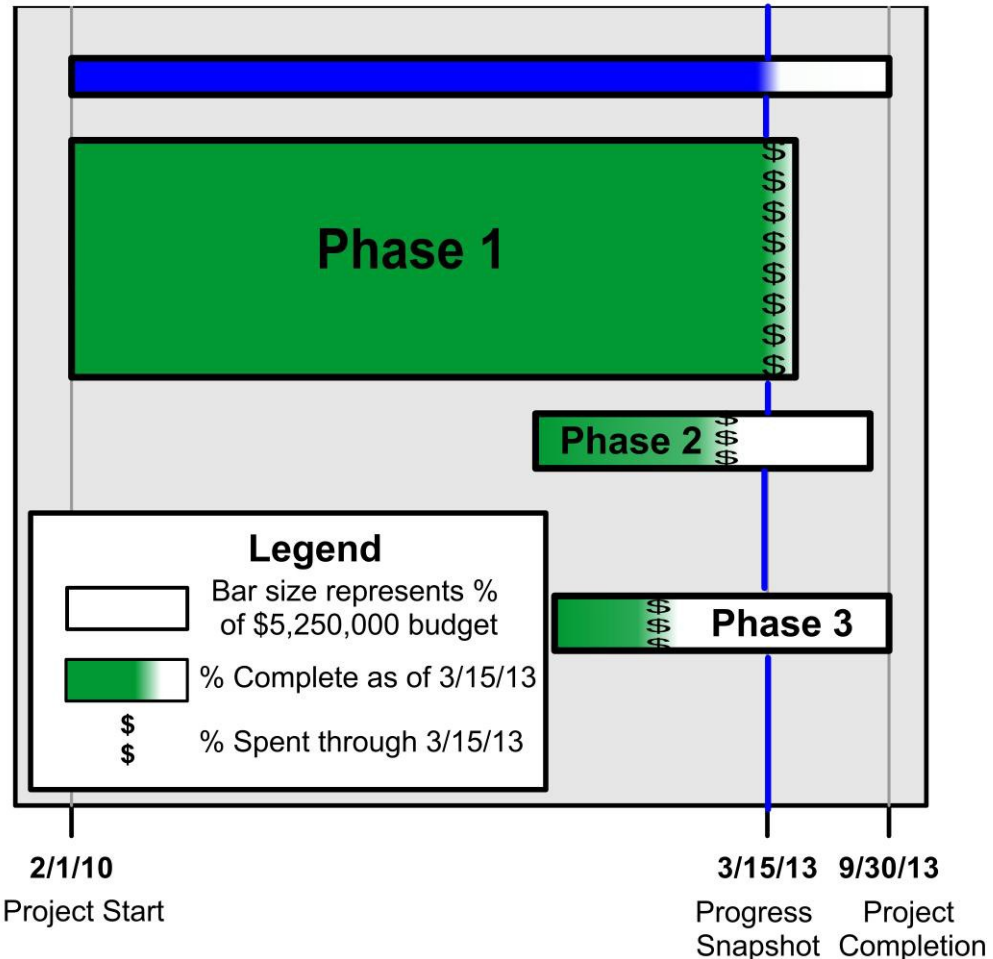 $
$
$
$
$
$
$
$
Phase 1
$
Phase 2 $
$
$
$ Phase 3
$
Legend
Bar size represents %
of $5,250,000 budget
% Complete as of 3/15/13
$
$
% Spent through 3/15/13
2/1/10
Project Start
3/15/13
Progress
Snapshot
9/30/13
Project
Completion